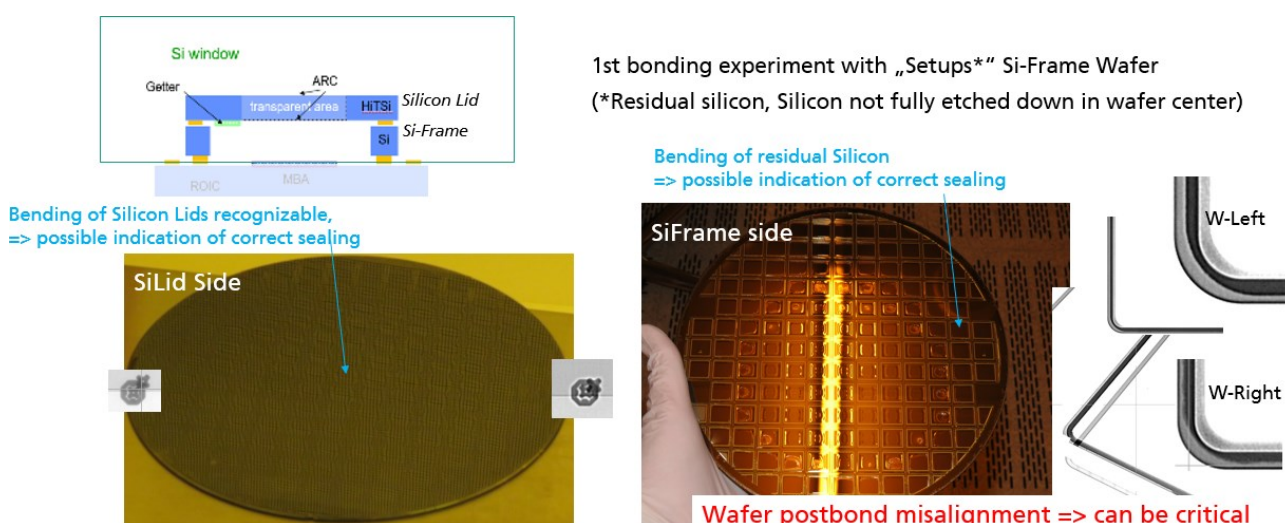 Si window
Getter
ARC
transparent area
HiTSi
Silicon Lid
Si-Frame
Si
ROIC
MBA
1st bonding experiment with „Setups*“ Si-Frame Wafer
(*Residual silicon, Silicon not fully etched down in wafer center)
Bending of Silicon Lids recognizable,
=> possible indication of correct sealing
SiLid Side
Bending of residual Silicon
=> possible indication of correct sealing
SiFrame side
W-Left
W-Right
Wafer postbond misalignment => can be critical